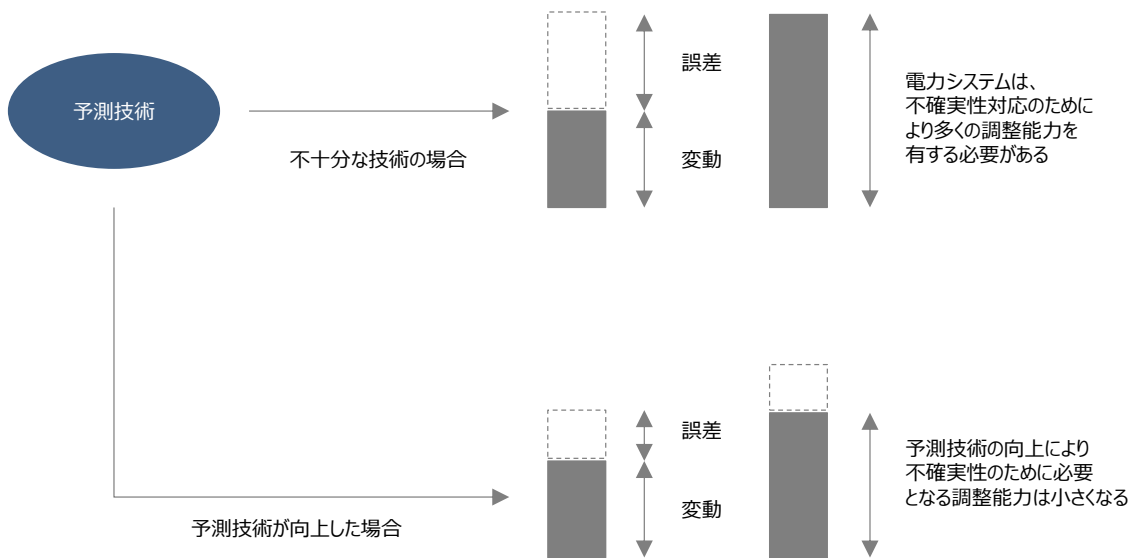 予測技術
不十分な技術の場合
誤差
変動
電力システムは、
不確実性対応のために
より多くの調整能力を
有する必要がある
予測技術が向上した場合
誤差
変動
予測技術の向上により
不確実性のために必要
となる調整能力は小さくなる